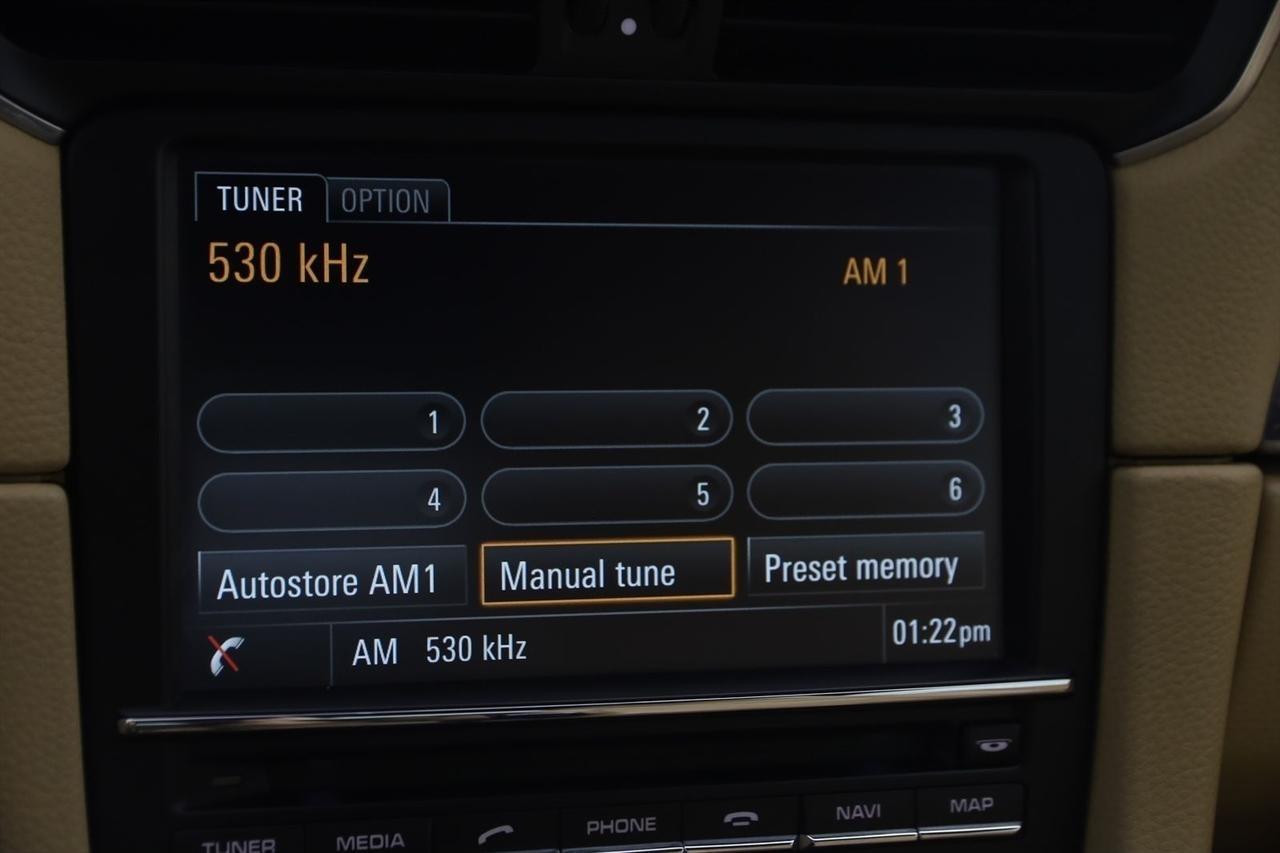 TUNER OPTION
530 kHz AM 1
1 2 3
4 5 6
Autostore AM1 Manual tune Preset memory
AM 530 kHz 01:22pm
TUNER MEDIA PHONE NAVI MAP